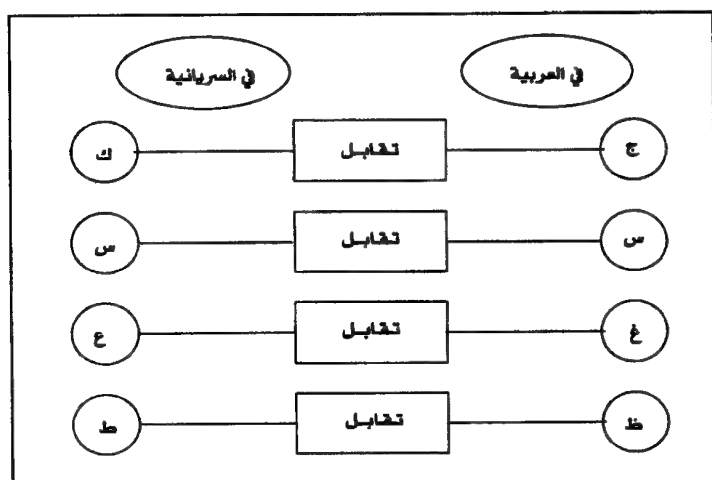 في العربية في السريانية
ج تقابل ك
س تقابل س
غ تقابل ع
ظ تقابل ط